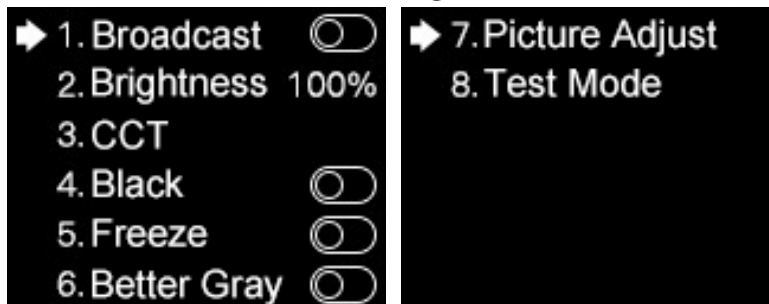 1. Broadcast
2. Brightness 100%
3. CCT
4. Black
5. Freeze
6. Better Gray
7. Picture Adjust
8. Test Mode